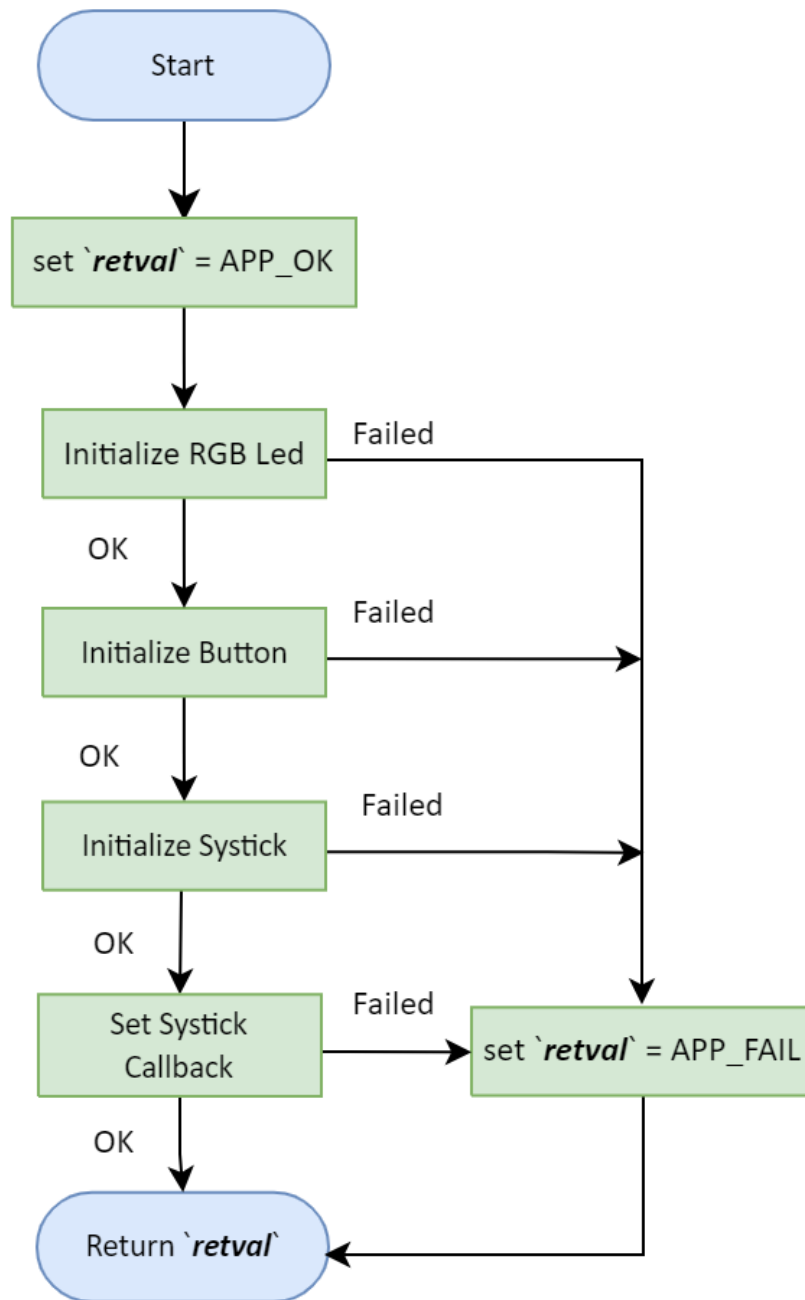 Start
set `retval` = APP_OK
Initialize RGB Led
Failed
OK
Initialize Button
Failed
OK
Initialize Systick
Failed
OK
Set Systick
Callback
Failed
set `retval` = APP_FAIL
OK
Return `retval`